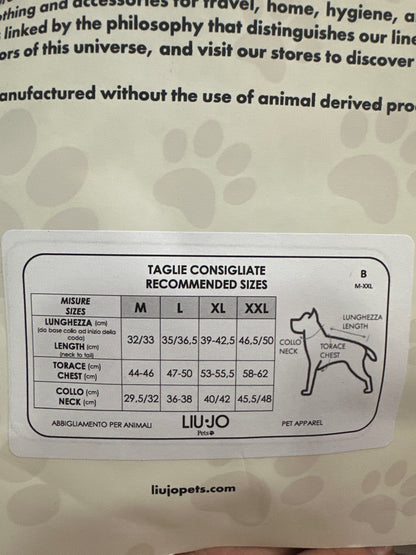 othing and accessories for travel, home, hygiene, a
linked by the philosophy that distinguishes our line
ors of this universe, and visit our stores to discover
anufactured without the use of animal derived pro
TAGLIE CONSIGLIATE
RECOMMENDED SIZES
B
M-XXL
MISURE
SIZES
M L XL XXL
LUNGHEZZA (cm)
(da base collo ad inizio della
coda)
LENGTH (cm)
(neck to tail)
32/33 35/36,5 39-42,5 46,5/50
TORACE (cm)
CHEST (cm)
44-46 47-50 53-55,5 58-62
COLLO (cm)
NECK (cm)
29,5/32 36-38 40/42 45,5/48
LUNGHEZZA
LENGTH
COLLO
NECK
TORACE
CHEST
ABBIGLIAMENTO PER ANIMALI
LIU·JO
Pets
PET APPAREL
liujopets.com